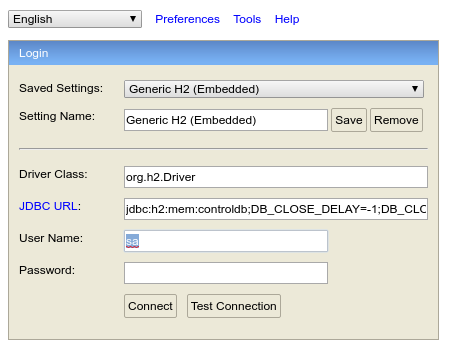 English Preferences Tools Help
Login
Saved Settings: Generic H2 (Embedded)
Setting Name: Generic H2 (Embedded) Save Remove
Driver Class: org.h2.Driver
JDBC URL: jdbc:h2:mem:controldb;DB_CLOSE_DELAY=-1;DB_CLO
User Name: sa
Password:
Connect Test Connection